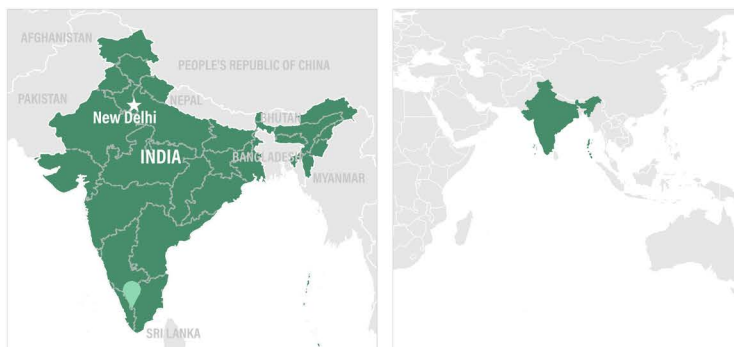 AFGHANISTAN
PEOPLE'S REPUBLIC OF CHINA
PAKISTAN
NEPAL
New Delhi
BHUTAN
INDIA
BANGLADESH
MYANMAR
SRI LANKA